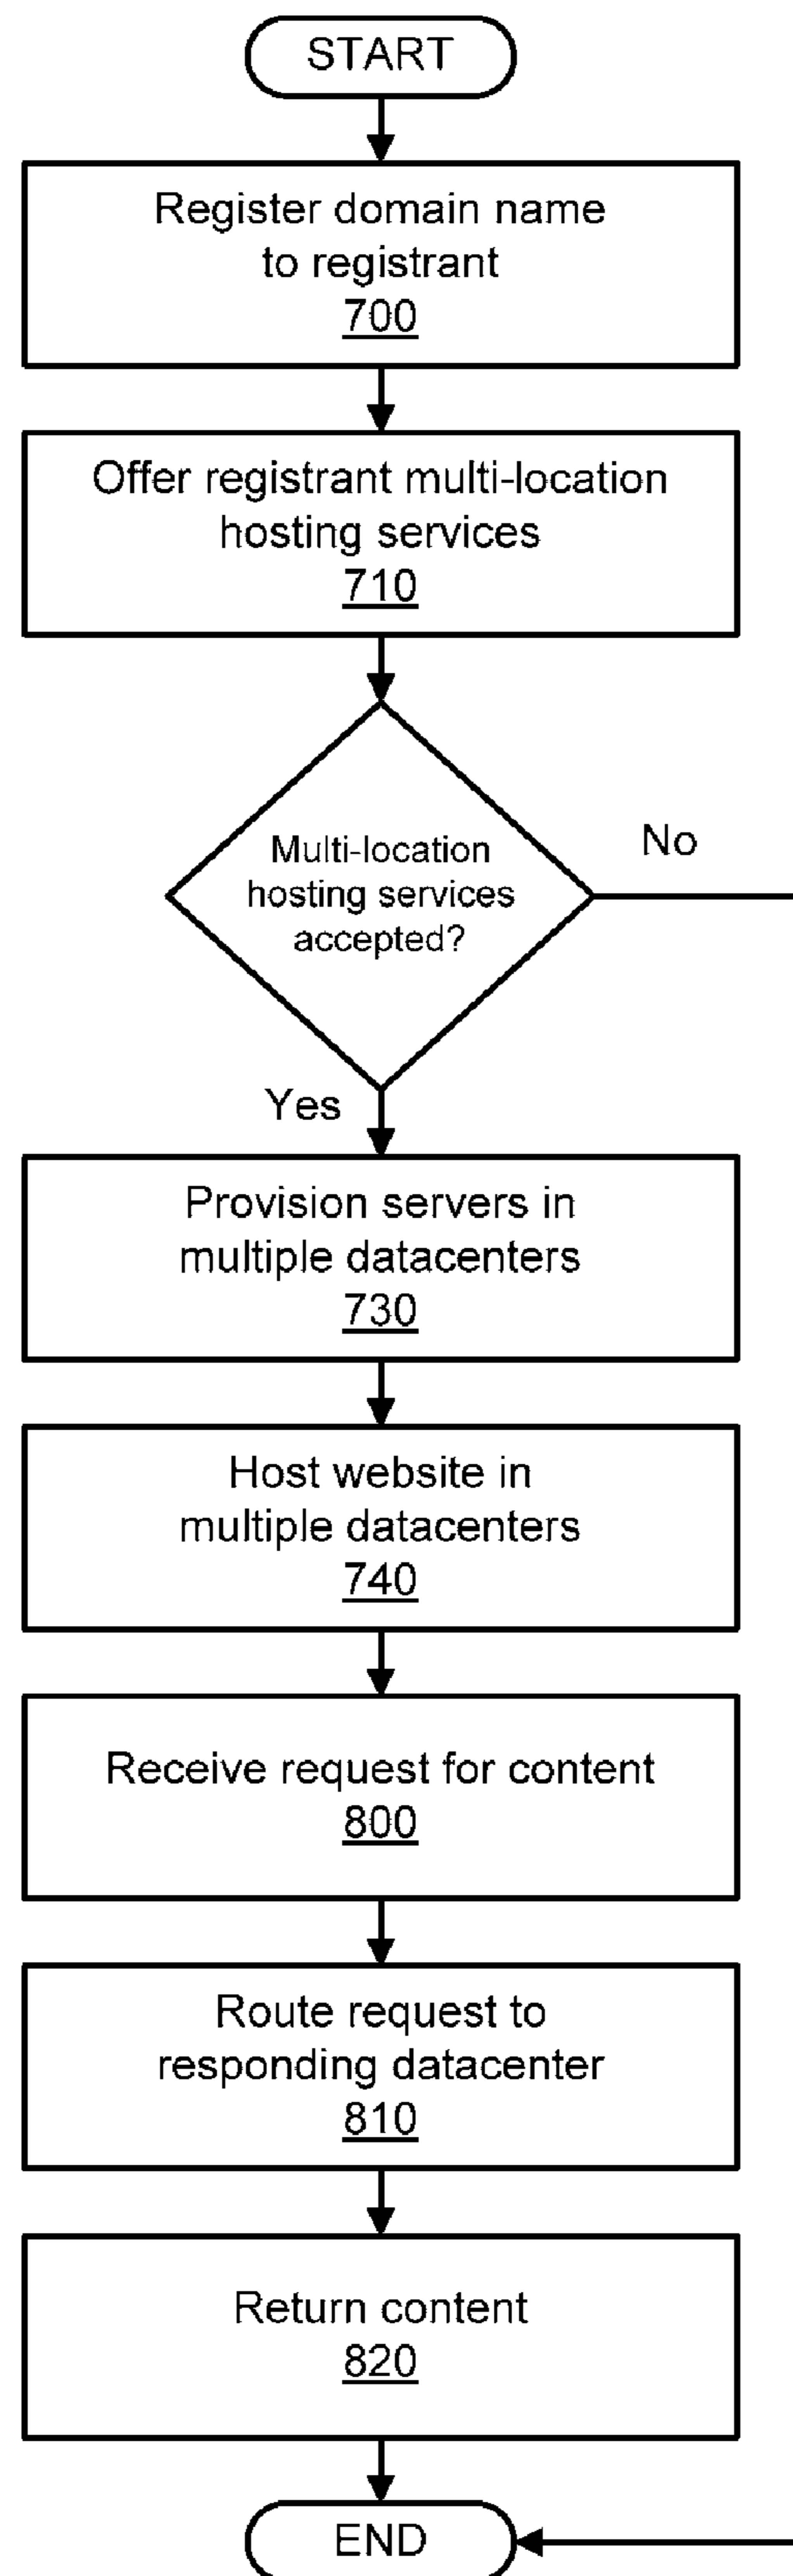 START
Register domain name
to registrant
700
Offer registrant multi-location
hosting services
710
Multi-location
hosting services
accepted?
No
Yes
Provision servers in
multiple datacenters
730
Host website in
multiple datacenters
740
Receive request for content
800
Route request to
responding datacenter
810
Return content
820
END